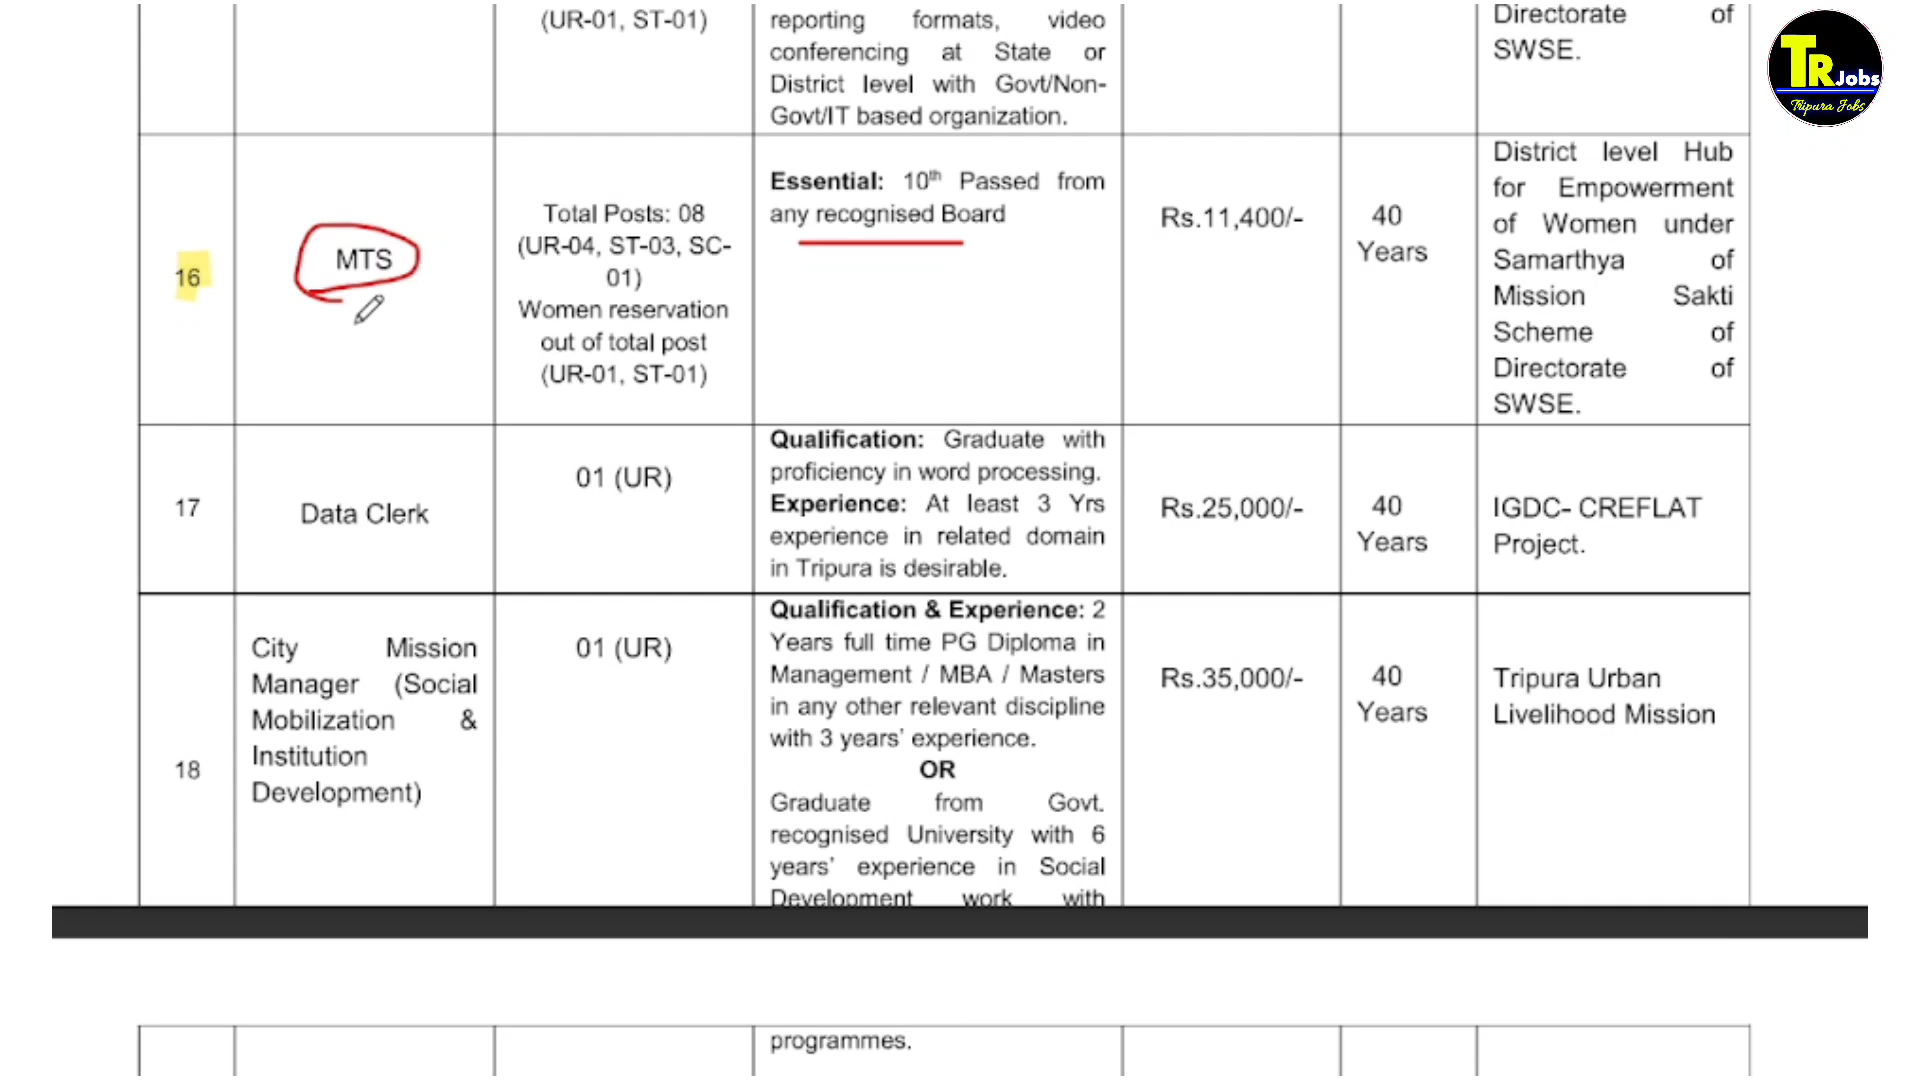 (UR-01, ST-01)
reporting formats, video
conferencing at State or
District level with Govt/Non-
Govt/IT based organization.
Directorate of
SWSE.
TR Jobs
Tripura Jobs
16
MTS
Total Posts: 08
(UR-04, ST-03, SC-
01)
Women reservation
out of total post
(UR-01, ST-01)
Essential: 10th Passed from
any recognised Board
Rs.11,400/-
40
Years
District level Hub
for Empowerment
of Women under
Samarthya of
Mission Sakti
Scheme of
Directorate of
SWSE.
17
Data Clerk
01 (UR)
Qualification: Graduate with
proficiency in word processing.
Experience: At least 3 Yrs
experience in related domain
in Tripura is desirable.
Rs.25,000/-
40
Years
IGDC- CREFLAT
Project.
18
City Mission
Manager (Social
Mobilization &
Institution
Development)
01 (UR)
Qualification & Experience: 2
Years full time PG Diploma in
Management / MBA / Masters
in any other relevant discipline
with 3 years’ experience.
OR
Graduate from Govt.
recognised University with 6
years’ experience in Social
Development work with
Rs.35,000/-
40
Years
Tripura Urban
Livelihood Mission
programmes.